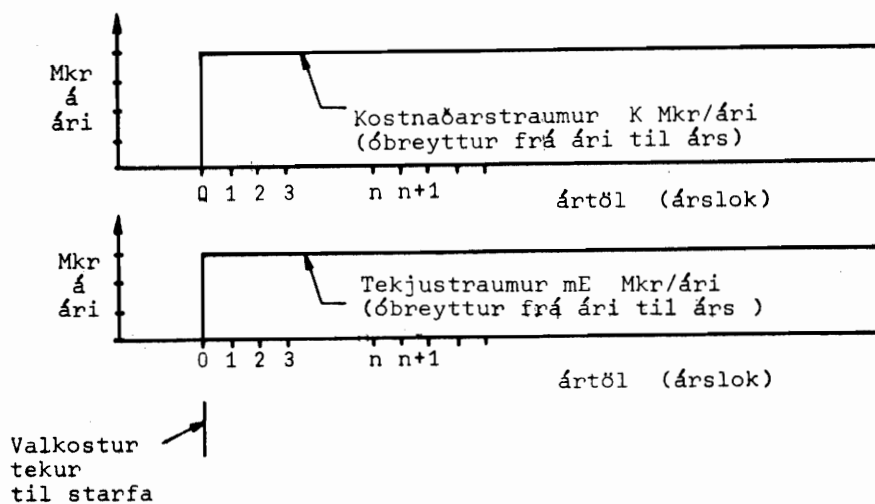 Mkr
á
ári
Kostnaðarstraumur K Mkr/ári
(óbreyttur frá ári til árs)
0 1 2 3 n n+1
ártöl (árslok)
Mkr
á
ári
Tekjustraumur mE Mkr/ári
(óbreyttur frá ári til árs )
0 1 2 3 n n+1
ártöl (árslok)
Valkostur
tekur
til starfa